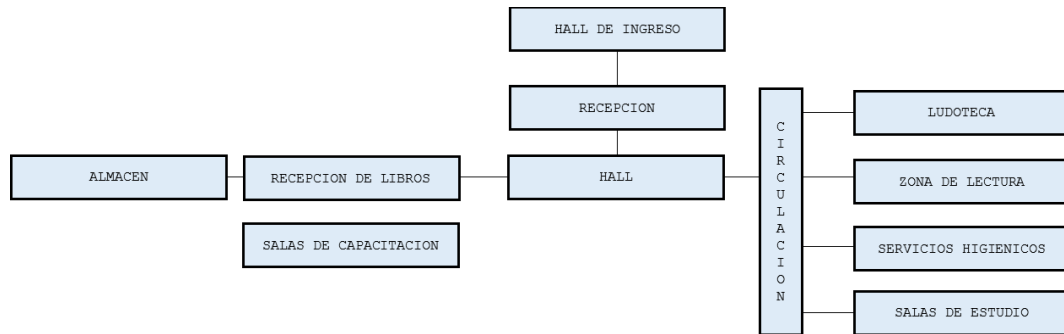 HALL DE INGRESO
RECEPCION
LUDOTECA
ALMACEN
RECEPCION DE LIBROS
HALL
CIRCULACION
ZONA DE LECTURA
SALAS DE CAPACITACION
SERVICIOS HIGIENICOS
SALAS DE ESTUDIO